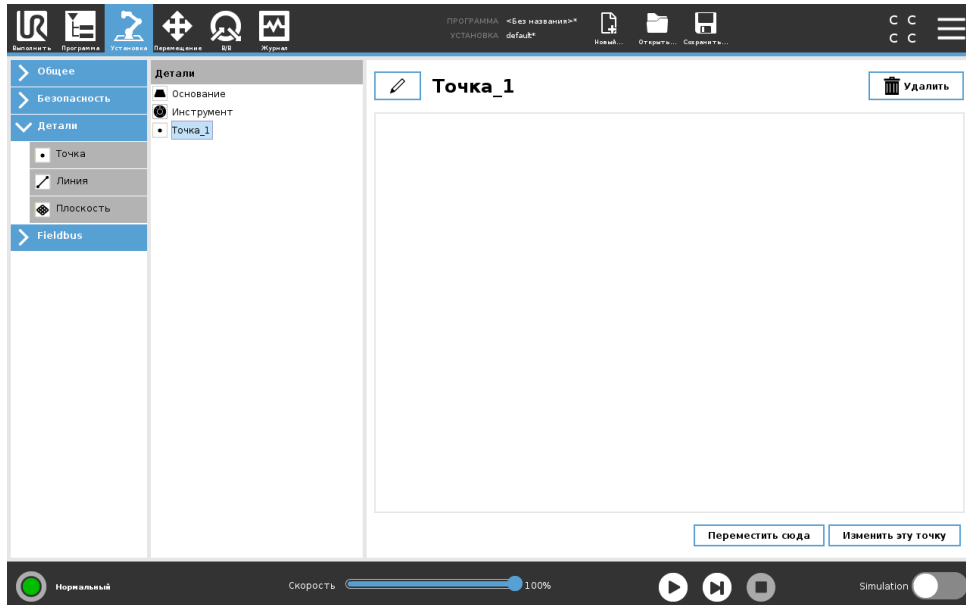 Выполнить Программа Установка Перемещение В/В Журнал
ПРОГРАММА <Без названия>*
УСТАНОВКА default*
Новый... Открыть... Сохранить...
C C
C C
Общее
Безопасность
Детали
Точка
Линия
Плоскость
Fieldbus
Детали
Основание
Инструмент
Точка_1
Точка_1
Удалить
Переместить сюда
Изменить эту точку
Нормальный
Скорость
100%
Simulation